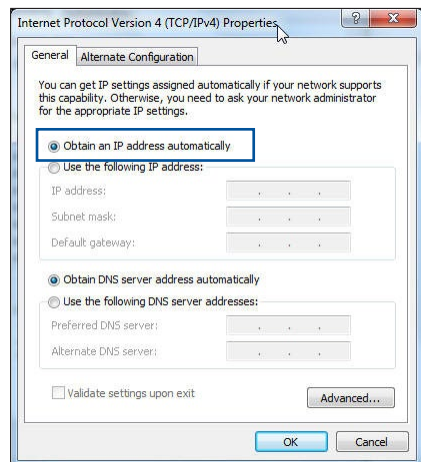 Internet Protocol Version 4 (TCP/IPv4) Properties
General
Alternate Configuration
You can get IP settings assigned automatically if your network supports
this capability. Otherwise, you need to ask your network administrator
for the appropriate IP settings.
Obtain an IP address automatically
Use the following IP address:
IP address:
Subnet mask:
Default gateway:
Obtain DNS server address automatically
Use the following DNS server addresses:
Preferred DNS server:
Alternate DNS server:
Validate settings upon exit
Advanced...
OK
Cancel